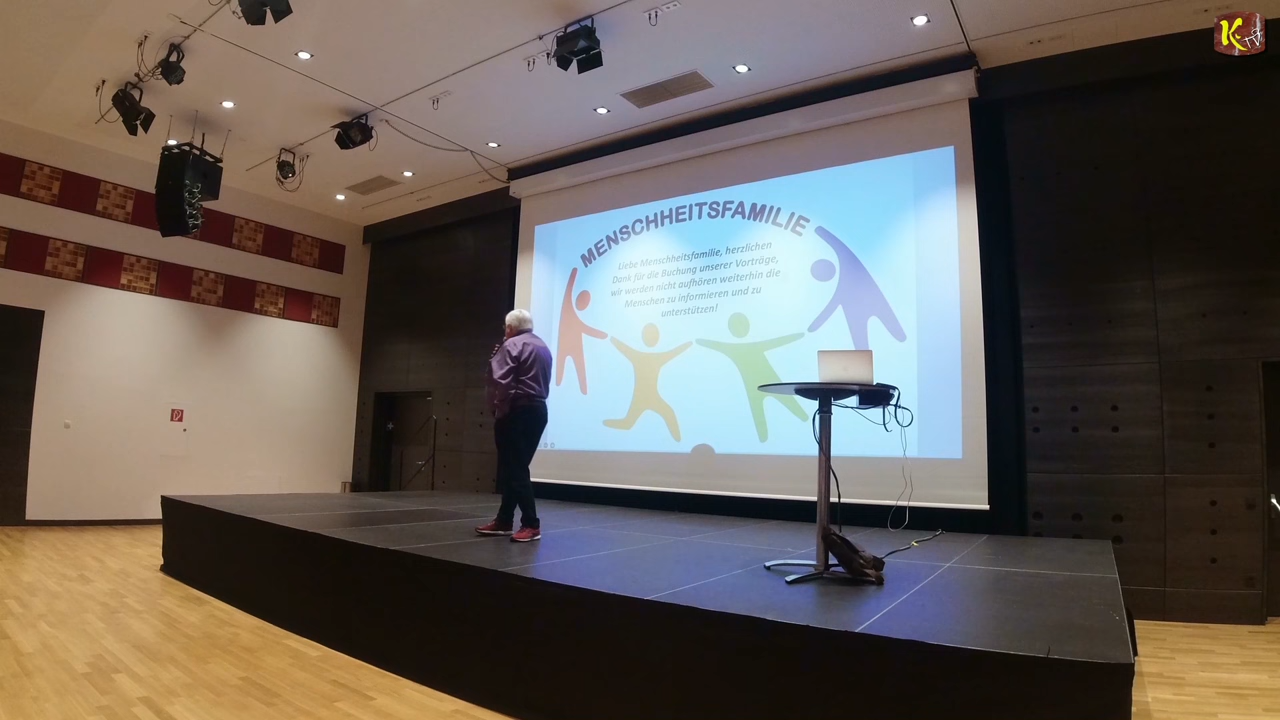 K-TV
MENSCHHEITSFAMILIE
Liebe Menschheitsfamilie, herzlichen
Dank für die Buchung unserer Vorträge,
wir werden nicht aufhören weiterhin die
Menschen zu informieren und zu
unterstützen!